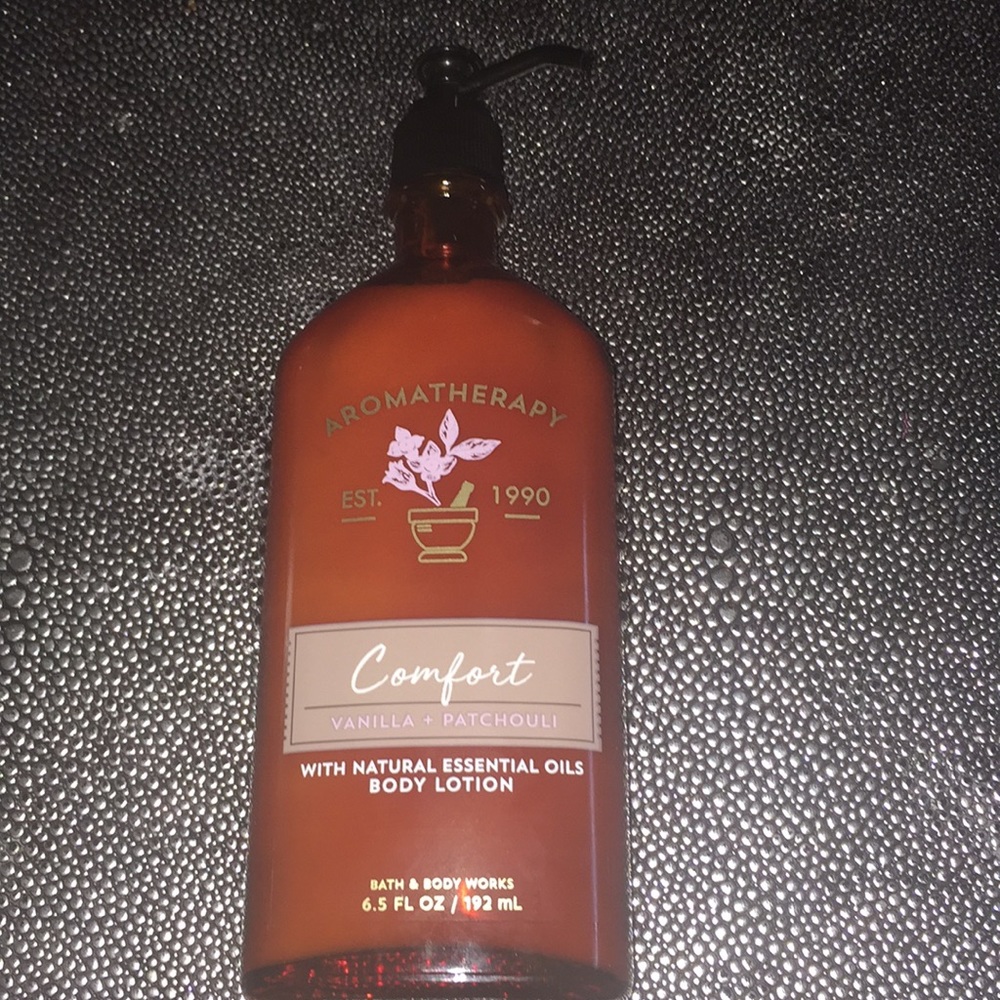 AROMATHERAPY
EST. 1990
Comfort
VANILLA + PATCHOULI
WITH NATURAL ESSENTIAL OILS
BODY LOTION
BATH & BODY WORKS
6.5 FL OZ / 192 mL